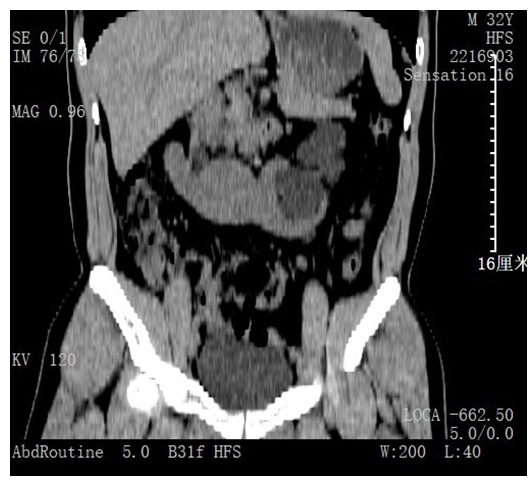 M 32Y
SE 0/1
HFS
IM 76/7
2216903
Sensation 16
MAG 0.96
16厘米
KV 120
LOCA -662.50
5.0/0.0
AbdRoutine 5.0 B31f HFS
W:200 L:40